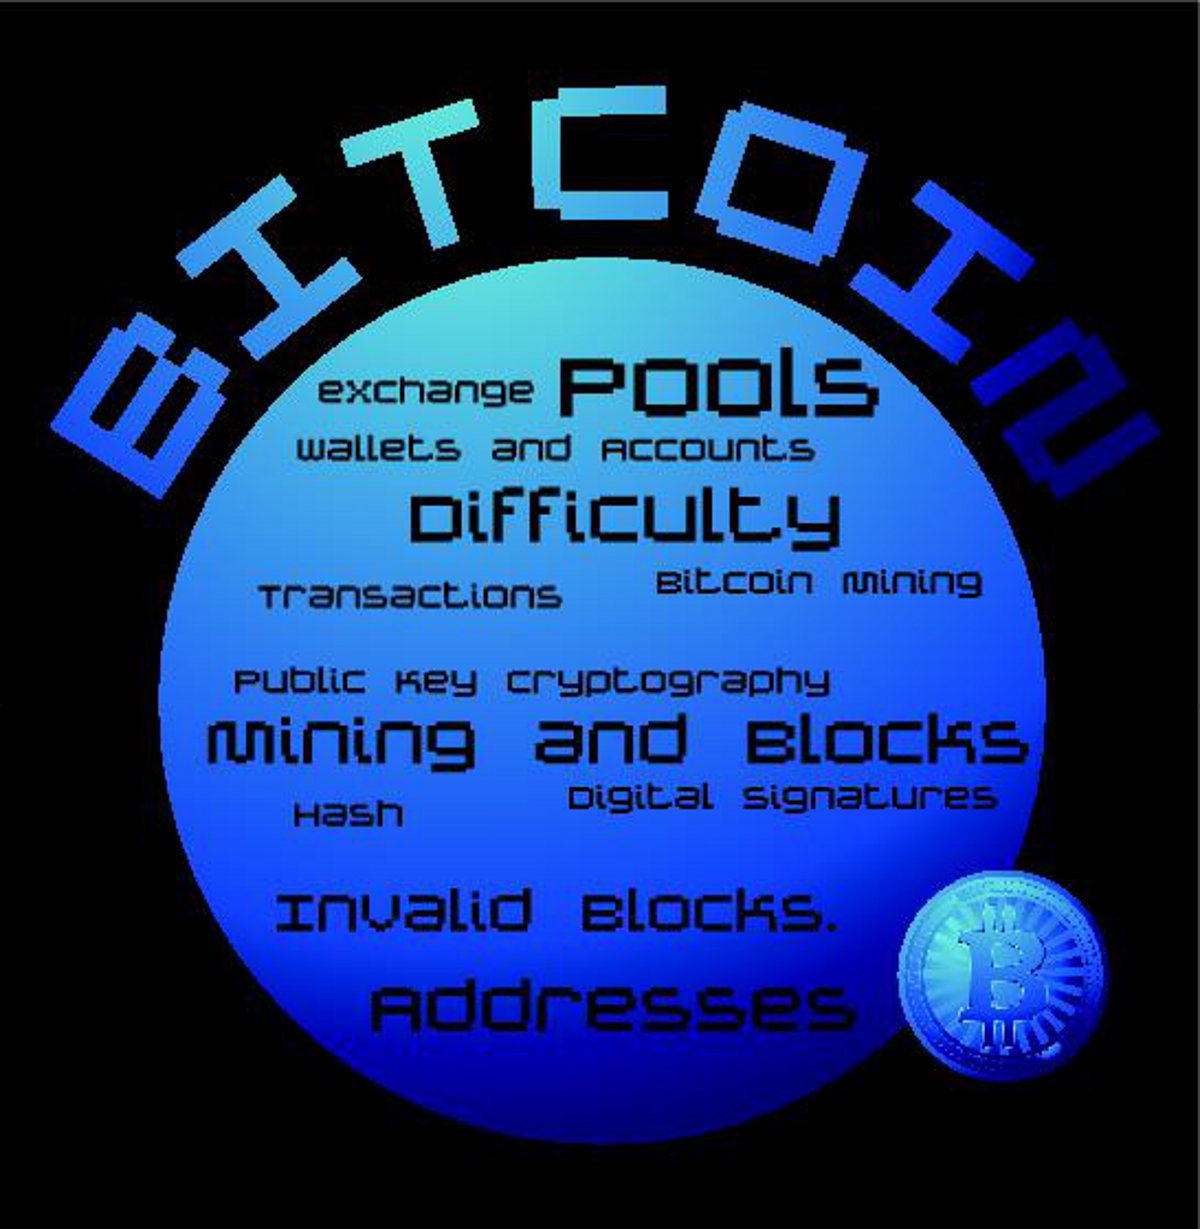 BITCOIN
exchange Pools
Wallets and Accounts
Difficulty
Transactions Bitcoin Mining
Public Key Cryptography
Mining and Blocks
Hash Digital Signatures
Invalid Blocks.
Addresses
B